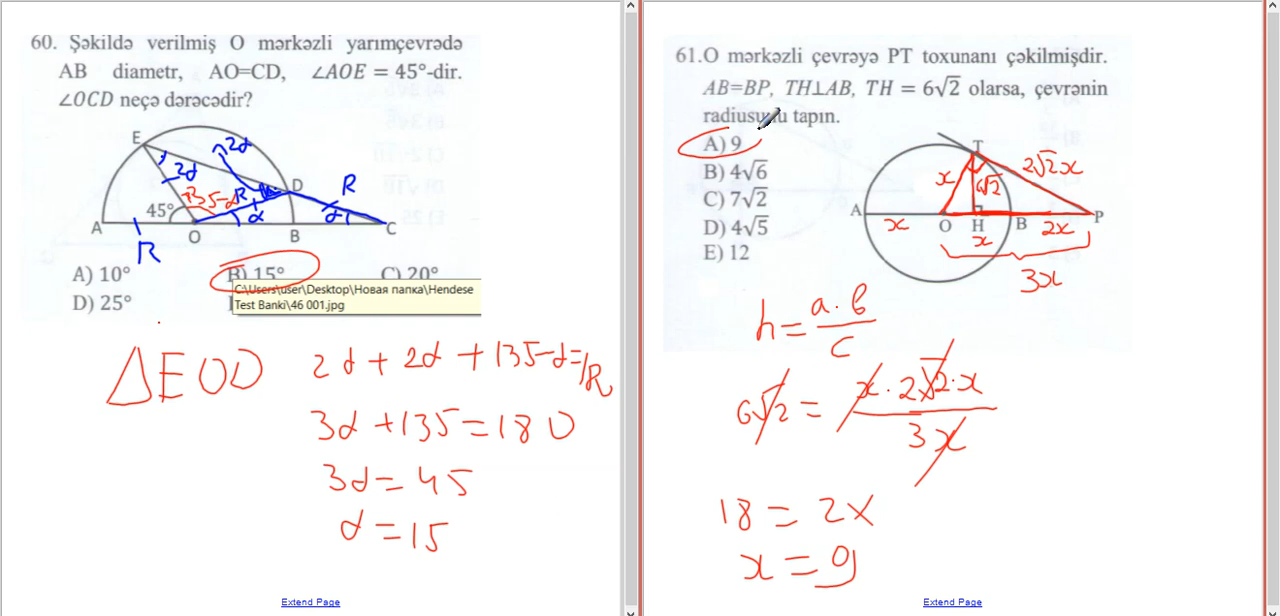 60. Şəkildə verilmiş O mərkəzli yarımçevrədə
AB diametr, AO=CD, ∠AOE = 45°-dir.
∠OCD neçə dərəcədir?
E
2α
2α
D
R
135-α
R
45°
α
α
A
O
B
C
R
A) 10°
B) 15°
C) 20°
D) 25°
C:\Users\user\Desktop\Новая папка\Hendese
Test Banki\46 001.jpg
△EOD
2α + 2α + 135-α=
3α +135 = 180
3α = 45
α = 15
Extend Page
61.O mərkəzli çevrəyə PT toxunanı çəkilmişdir.
AB=BP, TH⊥AB, TH = 6√2 olarsa, çevrənin
radiusunu tapın.
A) 9
B) 4√6
C) 7√2
D) 4√5
E) 12
T
x
6√2
2√2x
A
x
O
H
B
2x
P
x
3x
h = a·b/c
6√2 = x·2√2·x/3x
18 = 2x
x = 9
Extend Page